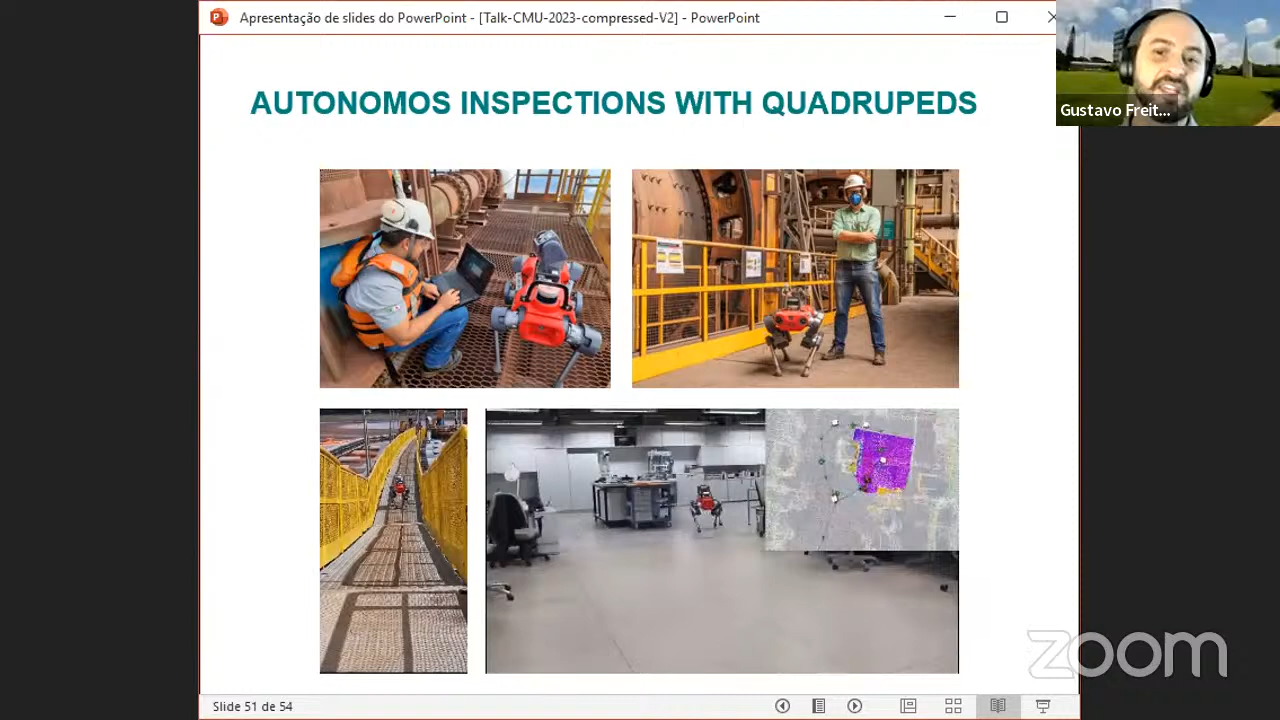 Apresentação de slides do PowerPoint - [Talk-CMU-2023-compressed-V2] - PowerPoint
Gustavo Freit...
AUTONOMOS INSPECTIONS WITH QUADRUPEDS
zoom
Slide 51 de 54